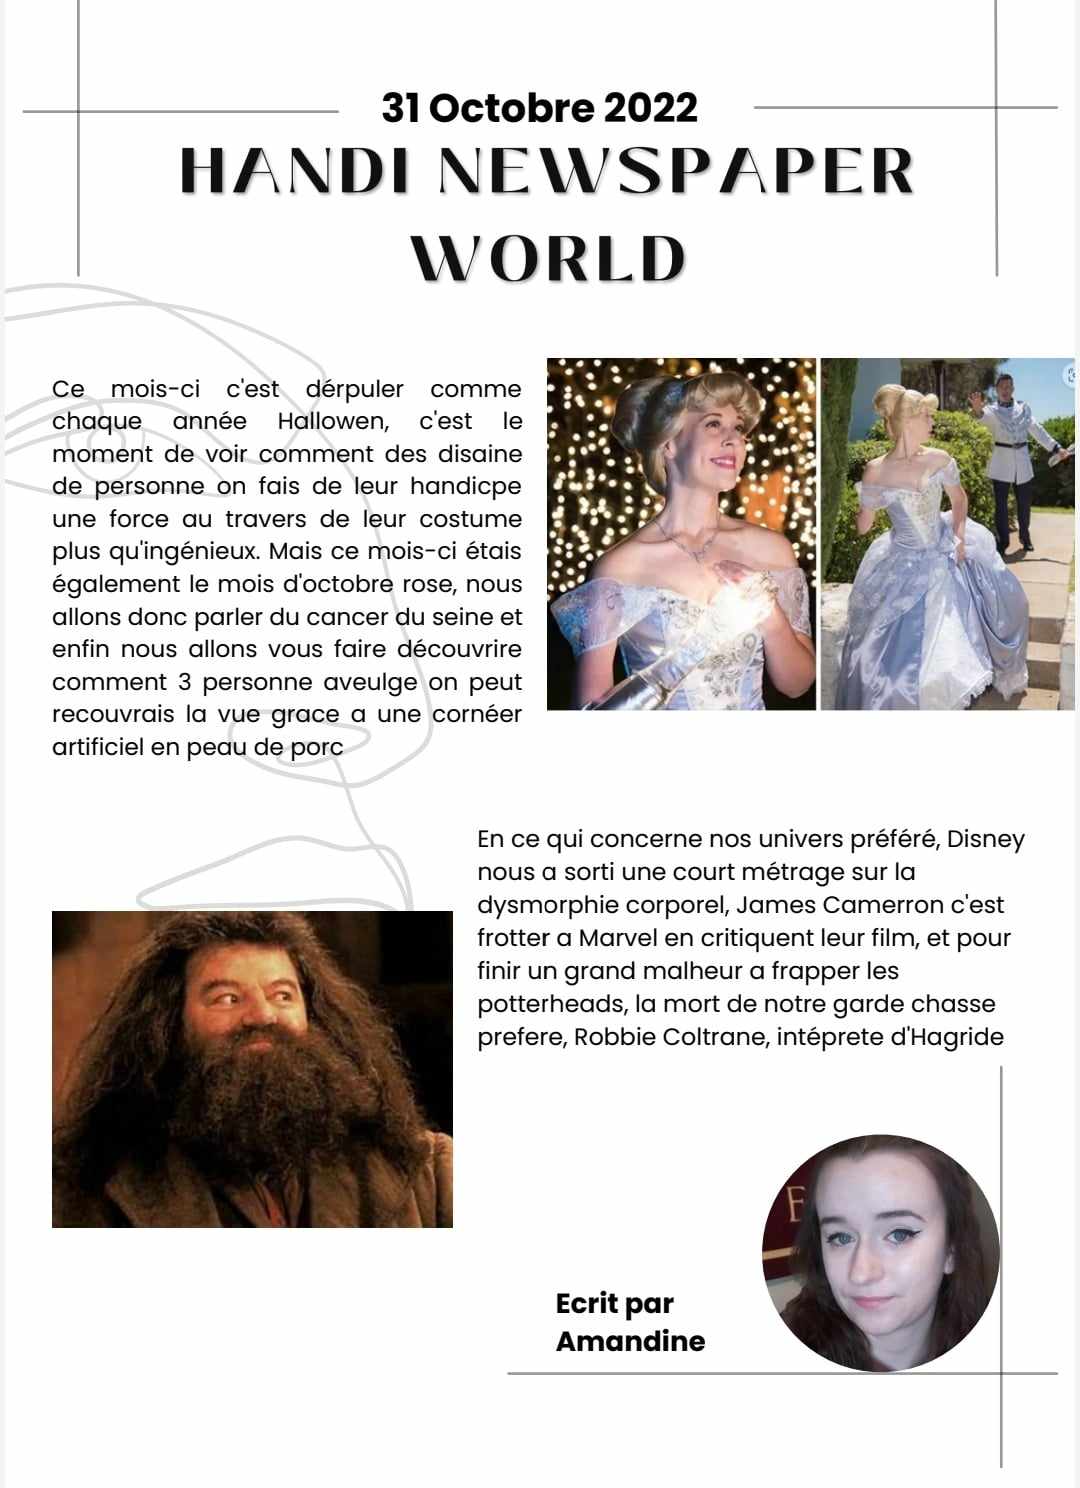 31 Octobre 2022
HANDI NEWSPAPER
WORLD
Ce mois-ci c'est dérpuler comme
chaque année Hallowen, c'est le
moment de voir comment des disaine
de personne on fais de leur handicpe
une force au travers de leur costume
plus qu'ingénieux. Mais ce mois-ci étais
également le mois d'octobre rose, nous
allons donc parler du cancer du seine et
enfin nous allons vous faire découvrire
comment 3 personne aveulge on peut
recouvrais la vue grace a une cornéer
artificiel en peau de porc
En ce qui concerne nos univers préféré, Disney
nous a sorti une court métrage sur la
dysmorphie corporel, James Camerron c'est
frotter a Marvel en critiquent leur film, et pour
finir un grand malheur a frapper les
potterheads, la mort de notre garde chasse
prefere, Robbie Coltrane, intéprete d'Hagride
E
Ecrit par
Amandine